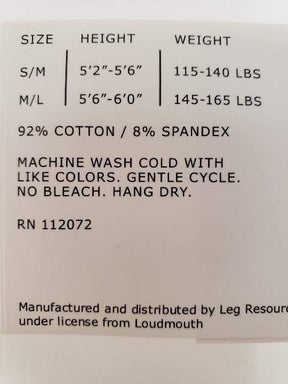 SIZE HEIGHT WEIGHT
S/M 5'2"-5'6" 115-140 LBS
M/L 5'6"-6'0" 145-165 LBS
92% COTTON / 8% SPANDEX
MACHINE WASH COLD WITH
LIKE COLORS. GENTLE CYCLE.
NO BLEACH. HANG DRY.
RN 112072
Manufactured and distributed by Leg Resour
under license from Loudmouth